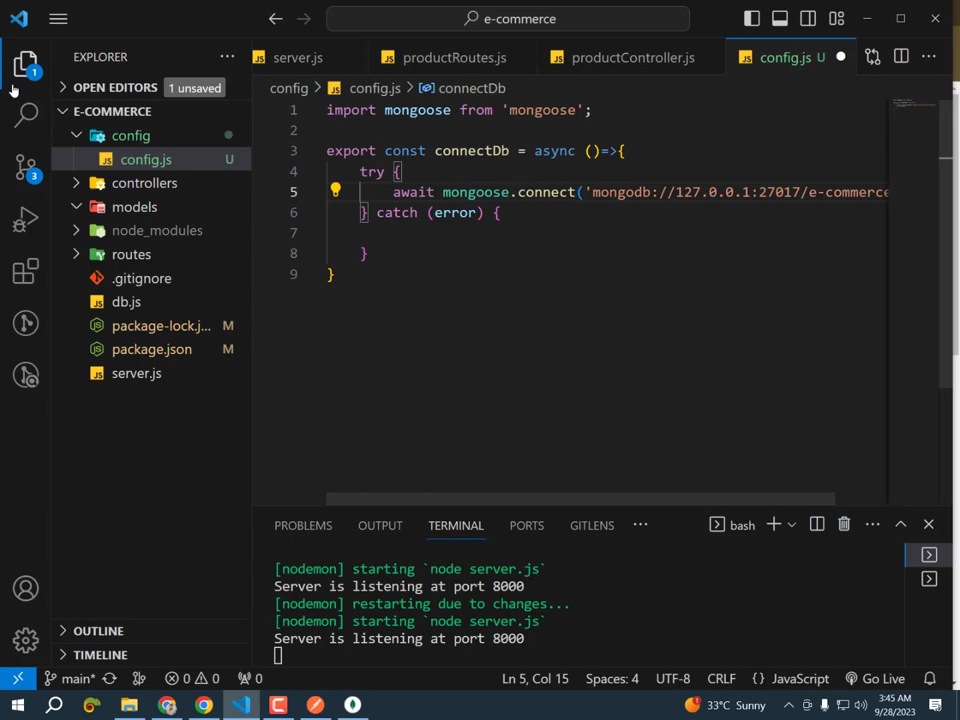 e-commerce
EXPLORER
server.js
productRoutes.js
productController.js
config.js U
OPEN EDITORS 1 unsaved
config > config.js > connectDb
E-COMMERCE
config
config.js U
controllers
models
node_modules
routes
.gitignore
db.js
package-lock.j... M
package.json M
server.js
OUTLINE
TIMELINE
1
3
1 import mongoose from 'mongoose';
2
3 export const connectDb = async ()=>{
4 try {
5 await mongoose.connect('mongodb://127.0.0.1:27017/e-commerce
6 } catch (error) {
7
8 }
9 }
PROBLEMS OUTPUT TERMINAL PORTS GITLENS
bash
[nodemon] starting `node server.js`
Server is listening at port 8000
[nodemon] restarting due to changes...
[nodemon] starting `node server.js`
Server is listening at port 8000
main* 0 0 0 Ln 5, Col 15 Spaces: 4 UTF-8 CRLF {} JavaScript Go Live
33°C Sunny
3:45 AM
9/28/2023